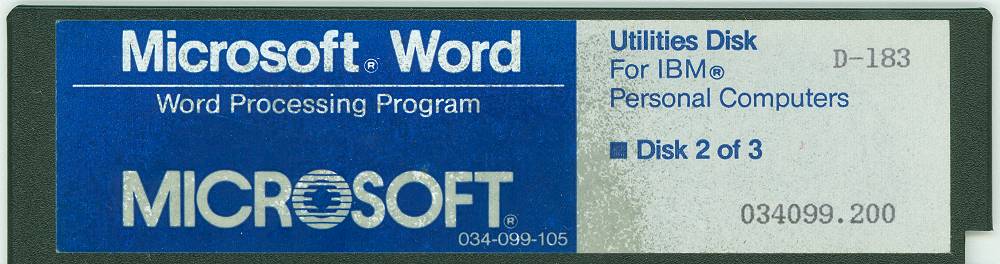 Microsoft® Word
Word Processing Program
MICROSOFT®
034-099-105
Utilities Disk
For IBM®
Personal Computers
D-183
■ Disk 2 of 3
034099.200